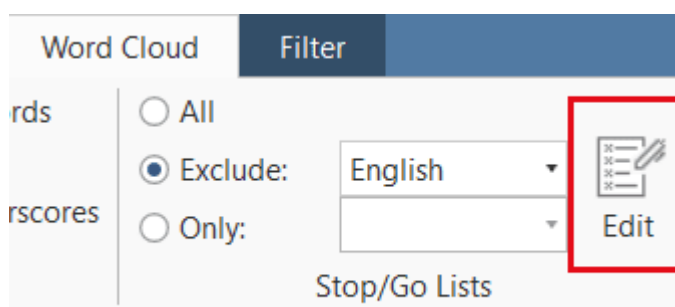 Word Cloud Filter
rds All
Exclude: English
rscores Only:
Edit
Stop/Go Lists